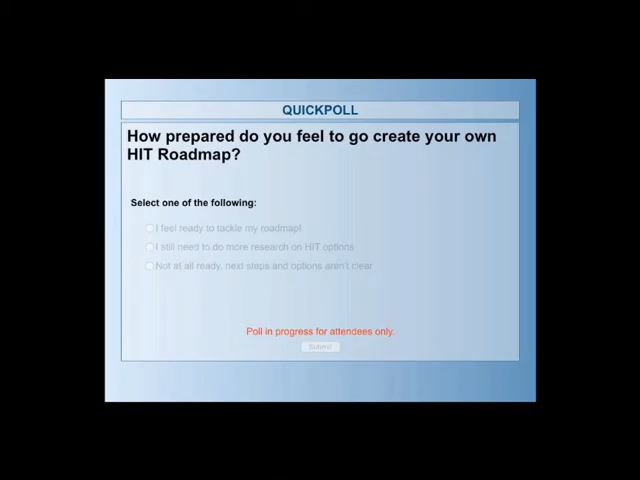 QUICKPOLL
How prepared do you feel to go create your own
HIT Roadmap?
Select one of the following:
I feel ready to tackle my roadmap!
I still need to do more research on HIT options
Not at all ready, next steps and options aren't clear
Poll in progress for attendees only.
Submit